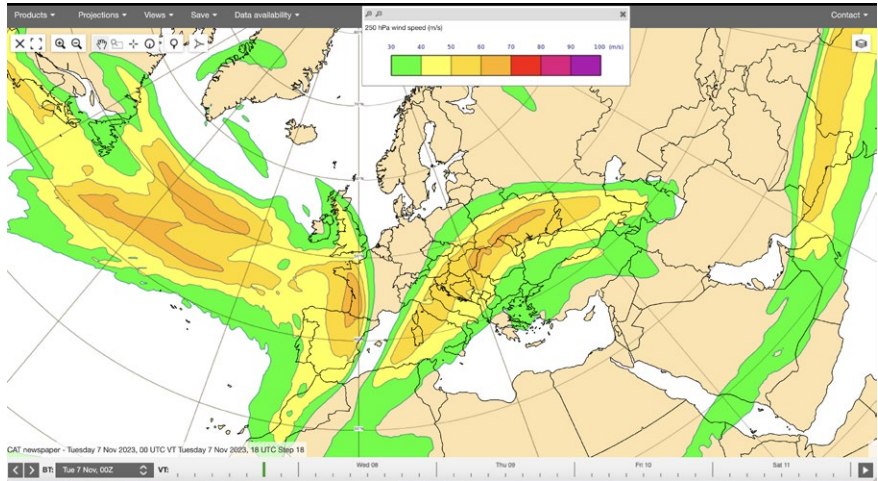 Products Projections Views Save Data availability Contact
250 hPa wind speed (m/s)
30 40 50 60 70 80 90 100 (m/s)
CAT newspaper - Tuesday 7 Nov 2023, 00 UTC VT Tuesday 7 Nov 2023, 18 UTC Step 18
BT: Tue 7 Nov, 00Z VT: Wed 08 Thu 09 Fri 10 Sat 11